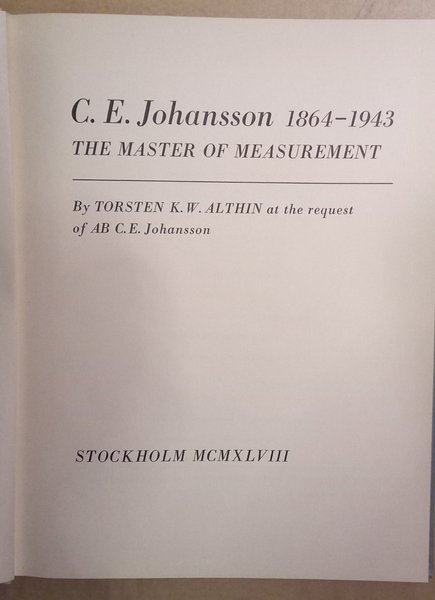 C. E. Johansson 1864–1943
THE MASTER OF MEASUREMENT
By TORSTEN K. W. ALTHIN at the request
of AB C. E. Johansson
STOCKHOLM MCMXLVIII